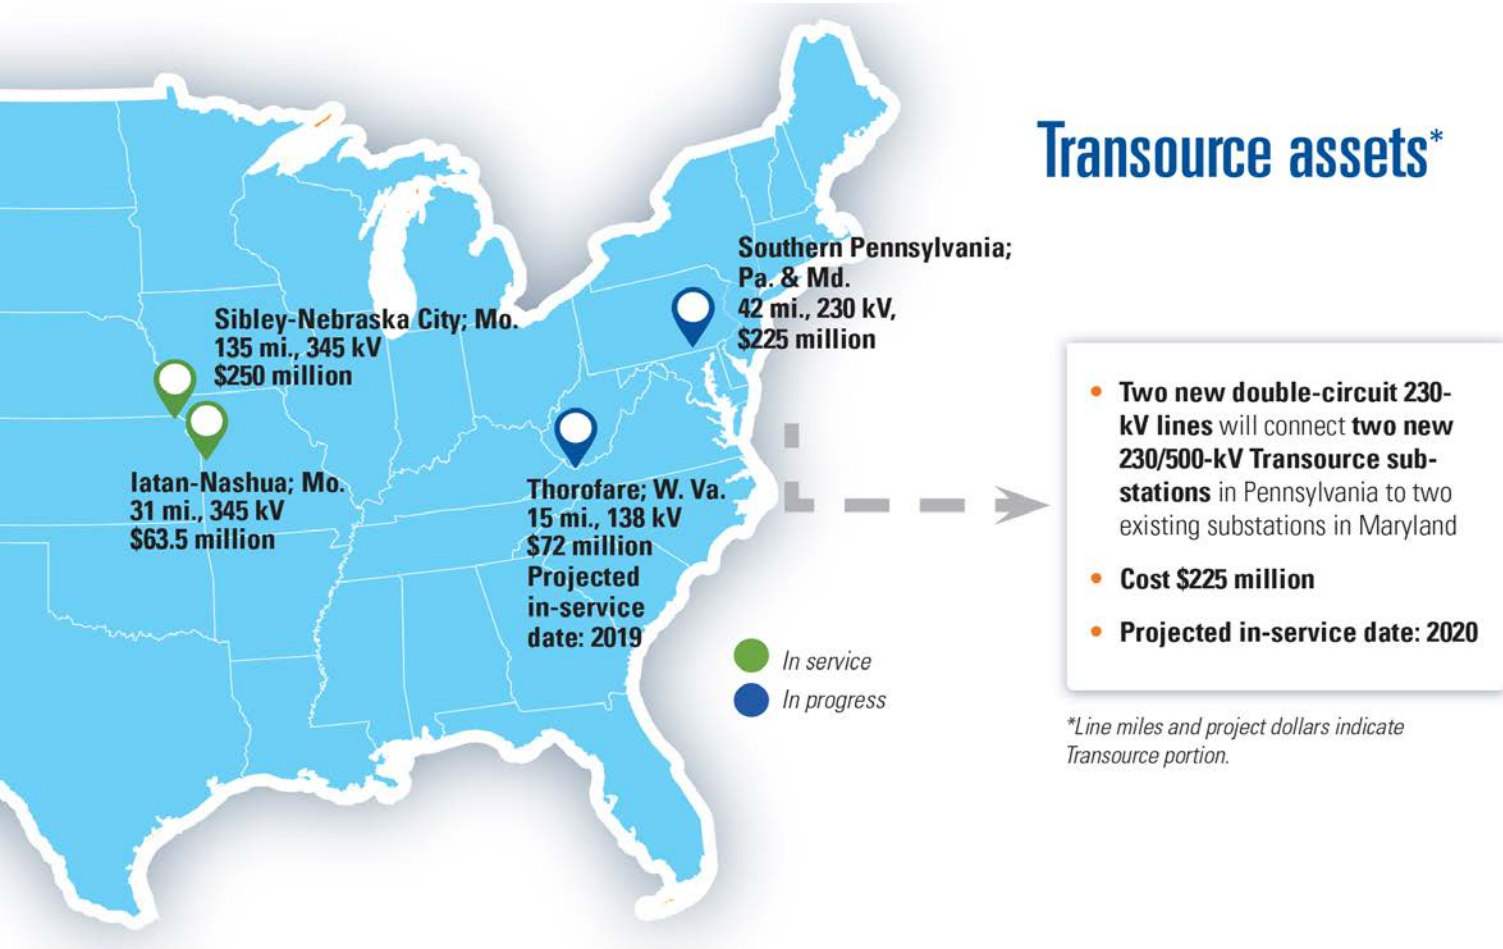 Transource assets*
Southern Pennsylvania;
Pa. & Md.
42 mi., 230 kV,
$225 million
Sibley-Nebraska City; Mo.
135 mi., 345 kV
$250 million
Iatan-Nashua; Mo.
31 mi., 345 kV
$63.5 million
Thorofare; W. Va.
15 mi., 138 kV
$72 million
Projected
in-service
date: 2019
In service
In progress
• Two new double-circuit 230-
kV lines will connect two new
230/500-kV Transource sub-
stations in Pennsylvania to two
existing substations in Maryland
• Cost $225 million
• Projected in-service date: 2020
*Line miles and project dollars indicate
Transource portion.